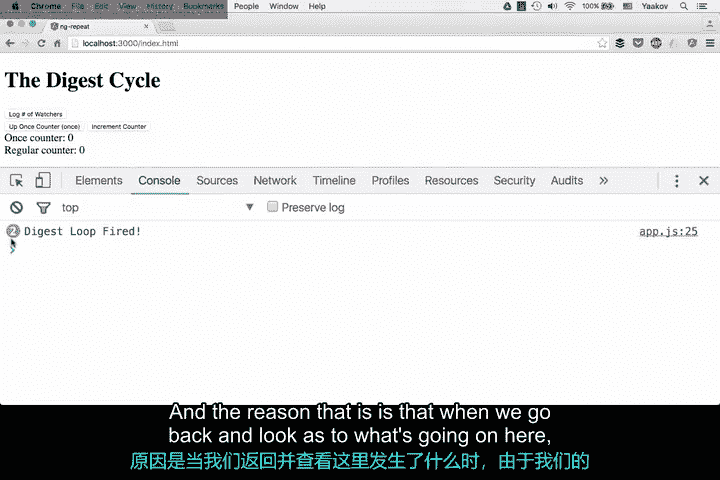 Chrome File Edit View History Bookmarks People Window Help 100% Yaakov
ng-repeat
localhost:3000/index.html
The Digest Cycle
Log # of Watchers
Up Once Counter (once) Increment Counter
Once counter: 0
Regular counter: 0
Elements Console Sources Network Timeline Profiles Resources Security Audits »
top Preserve log
2 Digest Loop Fired! app.js:25
And the reason that is is that when we go
back and look as to what's going on here,
原因是当我们返回并查看这里发生了什么时，由于我们的